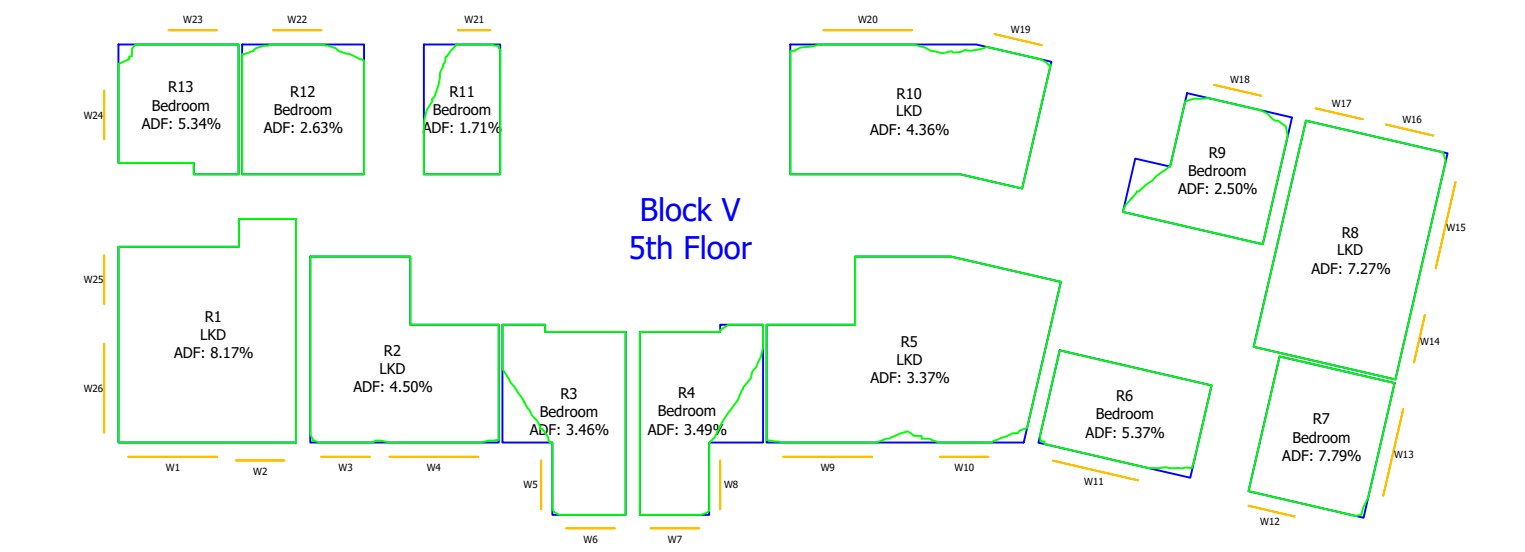 W23
W22
W21
W20
W19
W18
W17
W16
W24
R13
Bedroom
ADF: 5.34%
R12
Bedroom
ADF: 2.63%
R11
Bedroom
ADF: 1.71%
R10
LKD
ADF: 4.36%
R9
Bedroom
ADF: 2.50%
Block V
5th Floor
R8
LKD
ADF: 7.27%
W15
W25
R1
LKD
ADF: 8.17%
W26
R2
LKD
ADF: 4.50%
R3
Bedroom
ADF: 3.46%
R4
Bedroom
ADF: 3.49%
R5
LKD
ADF: 3.37%
W14
R6
Bedroom
ADF: 5.37%
R7
Bedroom
ADF: 7.79%
W13
W1
W2
W3
W4
W5
W8
W9
W10
W11
W12
W6
W7